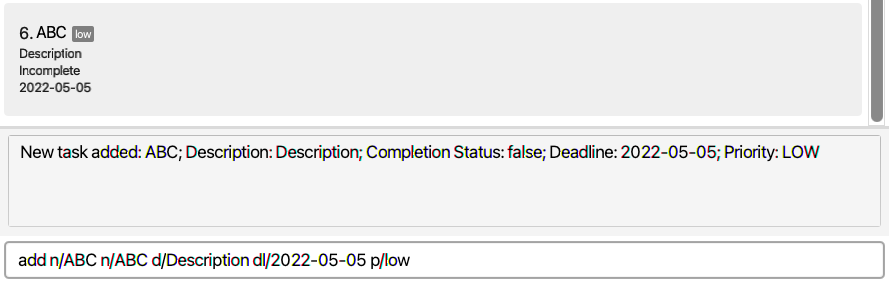 6. ABC low
Description
Incomplete
2022-05-05
New task added: ABC; Description: Description; Completion Status: false; Deadline: 2022-05-05; Priority: LOW
add n/ABC n/ABC d/Description dl/2022-05-05 p/low